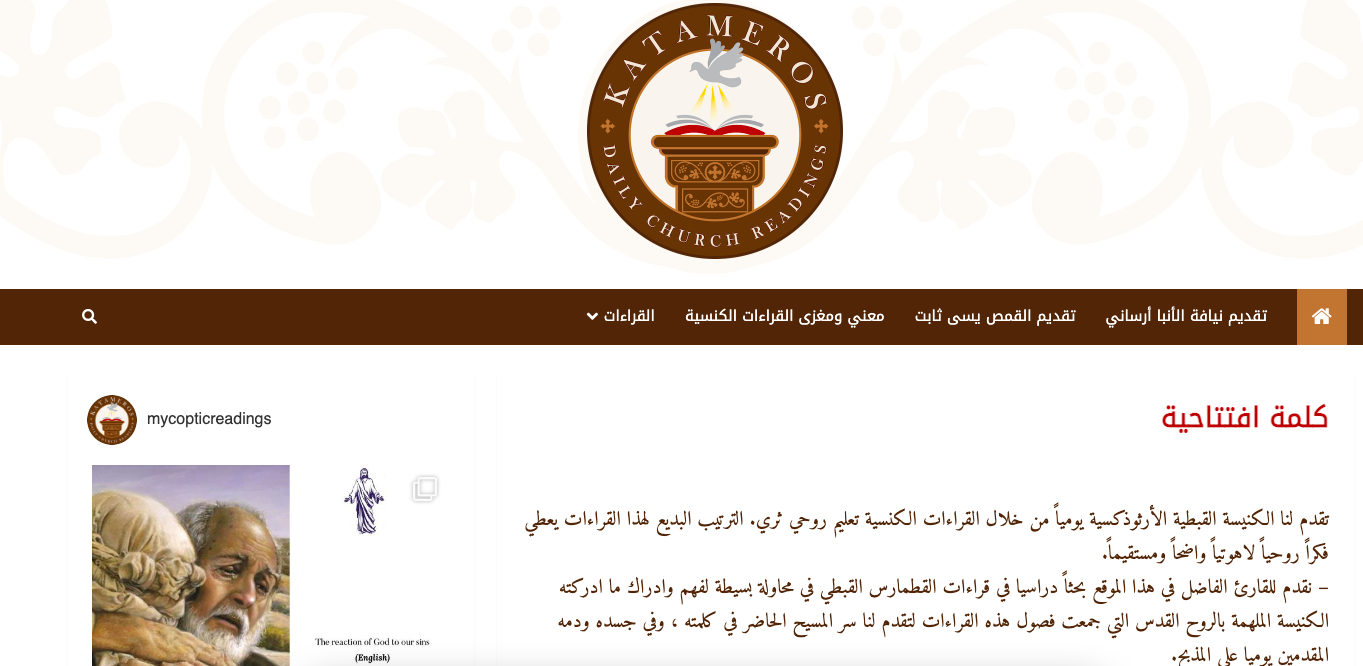 KATAMEROS
DAILY CHURCH READINGS
تقديم نيافة الأنبا أرساني
تقديم القمص يسى ثابت
معني ومغزى القراءات الكنسية
القراءات
كلمة افتتاحية
تقدم لنا الكنيسة القبطية الأرثوذكسية يومياً من خلال القراءات الكنسية تعليم روحي ثري. الترتيب البديع لهذا القراءات يعطي
فكراً روحياً لاهوتياً واضحاً ومستقيماً.
– نقدم للقارئ الفاضل في هذا الموقع بحثاً دراسيا في قراءات القطمارس القبطي في محاولة بسيطة لفهم وادراك ما ادركته
الكنيسة الملهمة بالروح القدس التي جمعت فصول هذه القراءات لتقدم لنا سر المسيح الحاضر في كلمته ، وفي جسده ودمه
المقدمين يوميا على المذبح.
KATAMEROS
DAILY CHURCH READINGS
mycopticreadings
The reaction of God to our sins
(English)